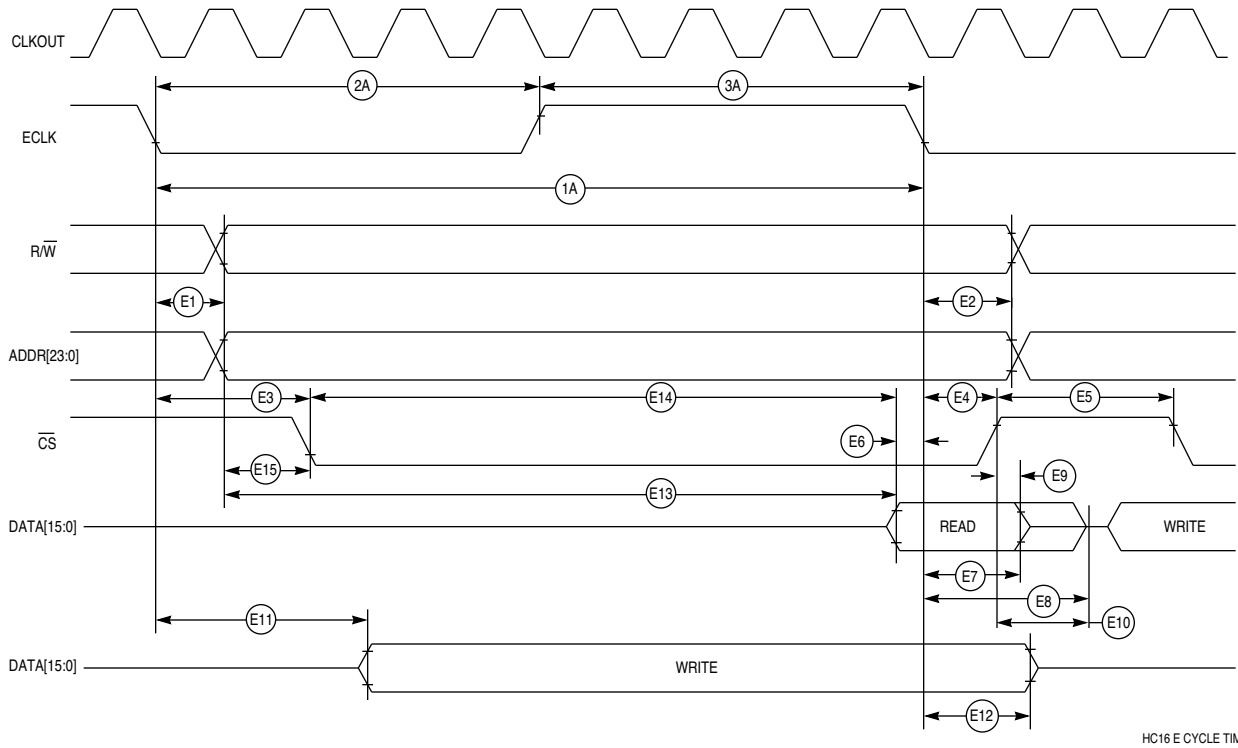 CLKOUT
2A
3A
ECLK
1A
R/W̅
E1
E2
ADDR[23:0]
E3
E14
E4
E5
C̅S̅
E6
E15
E9
E13
DATA[15:0]
READ
WRITE
E7
E8
E11
E10
DATA[15:0]
WRITE
E12
HC16 E CYCLE TIM